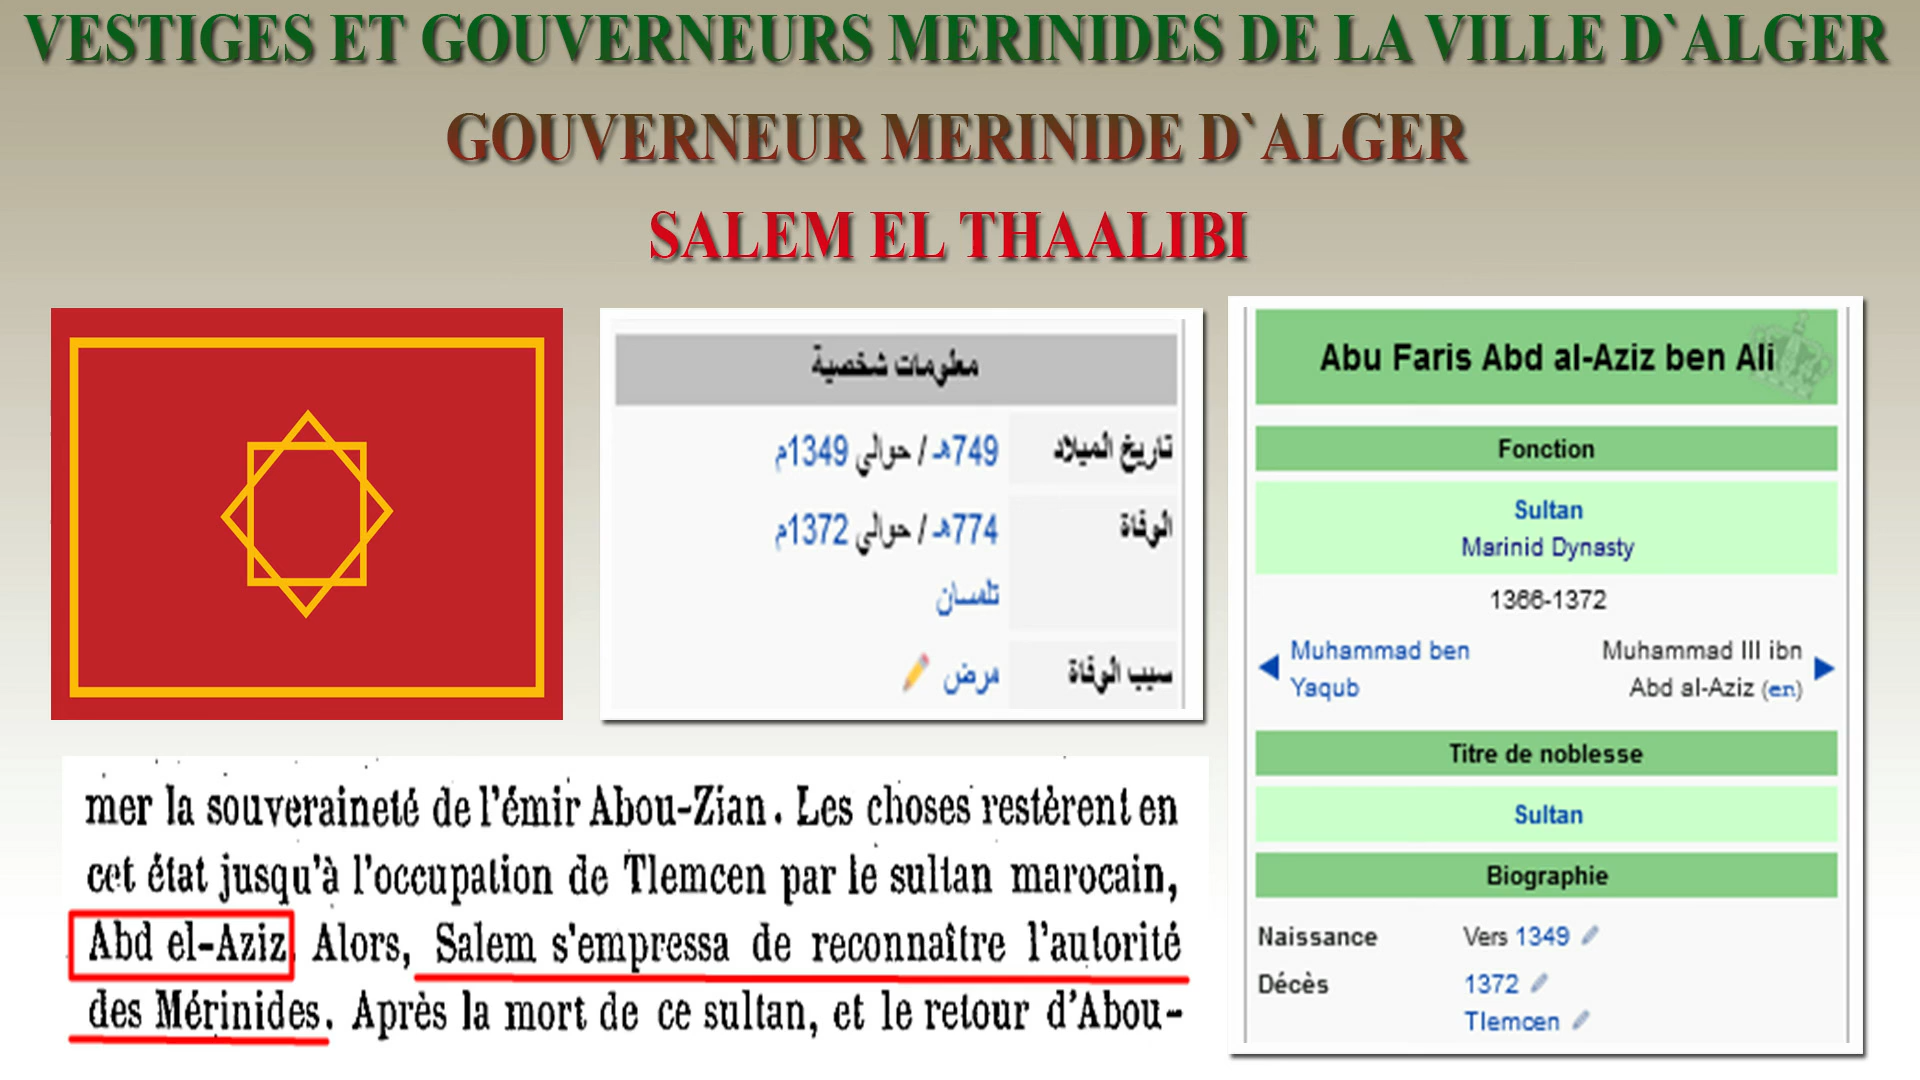 VESTIGES ET GOUVERNEURS MERINIDES DE LA VILLE D`ALGER
GOUVERNEUR MERINIDE D`ALGER
SALEM EL THAALIBI
معلومات شخصية
تاريخ الميلاد 749هـ / حوالي 1349م
الوفاة 774هـ / حوالي 1372م
تلمسان
سبب الوفاة مرض
Abu Faris Abd al-Aziz ben Ali
Fonction
Sultan
Marinid Dynasty
1366-1372
Muhammad ben Muhammad III ibn
Yaqub Abd al-Aziz (en)
Titre de noblesse
Sultan
Biographie
Naissance Vers 1349
Décès 1372
Tlemcen
mer la souveraineté de l'émir Abou-Zian. Les choses restèrent en
cet état jusqu'à l'occupation de Tlemcen par le sultan marocain,
Abd el-Aziz. Alors, Salem s'empressa de reconnaître l'autorité
des Mérinides. Après la mort de ce sultan, et le retour d'Abou-